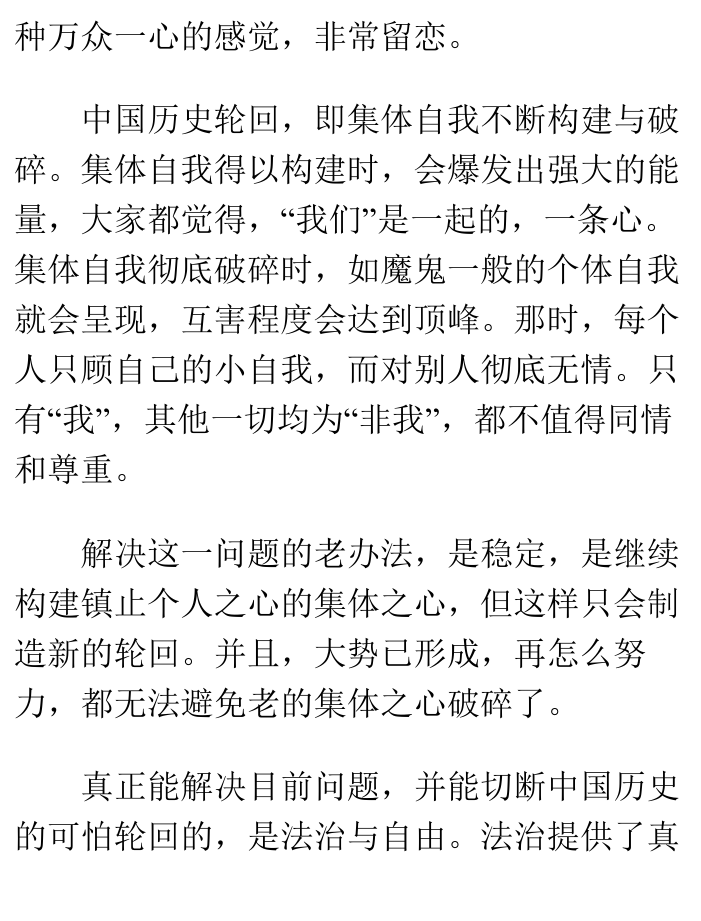 种万众一心的感觉，非常留恋。
中国历史轮回，即集体自我不断构建与破
碎。集体自我得以构建时，会爆发出强大的能
量，大家都觉得，“我们”是一起的，一条心。
集体自我彻底破碎时，如魔鬼一般的个体自我
就会呈现，互害程度会达到顶峰。那时，每个
人只顾自己的小自我，而对别人彻底无情。只
有“我”，其他一切均为“非我”，都不值得同情
和尊重。
解决这一问题的老办法，是稳定，是继续
构建镇止个人之心的集体之心，但这样只会制
造新的轮回。并且，大势已形成，再怎么努
力，都无法避免老的集体之心破碎了。
真正能解决目前问题，并能切断中国历史
的可怕轮回的，是法治与自由。法治提供了真